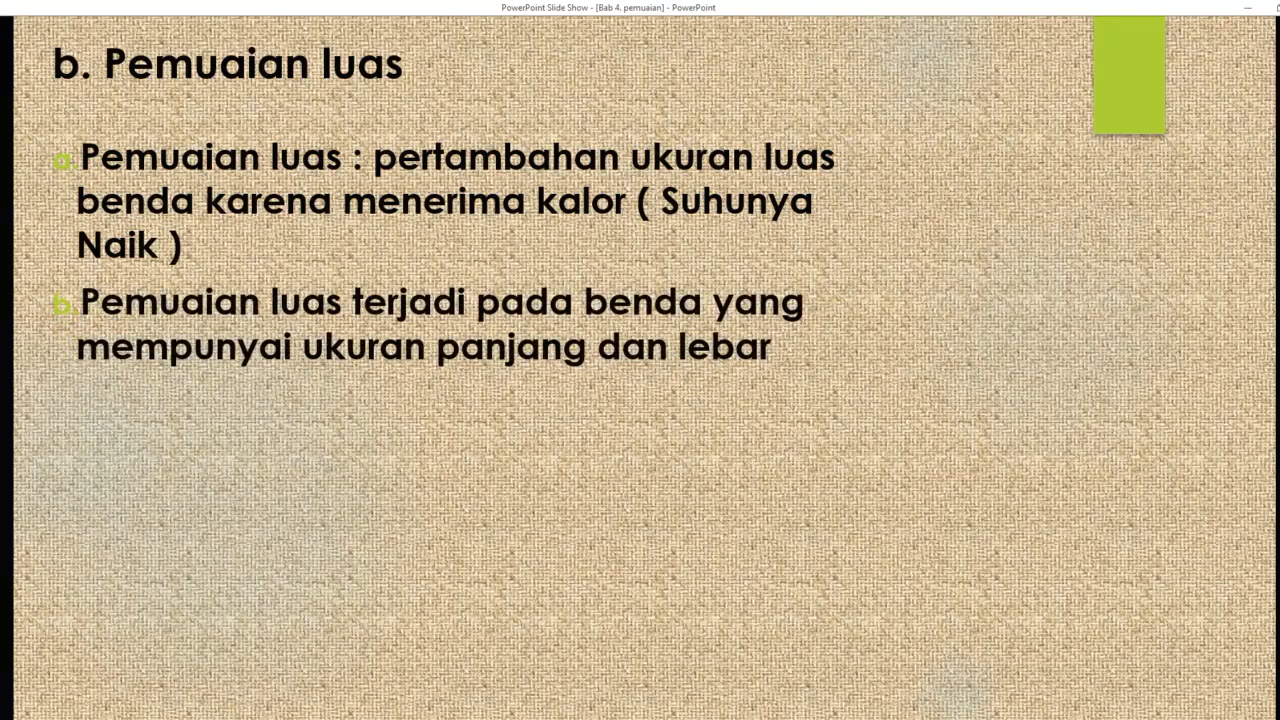 PowerPoint Slide Show - [Bab 4. pemuaian] - PowerPoint
b. Pemuaian luas
a.Pemuaian luas : pertambahan ukuran luas
benda karena menerima kalor ( Suhunya
Naik )
b.Pemuaian luas terjadi pada benda yang
mempunyai ukuran panjang dan lebar